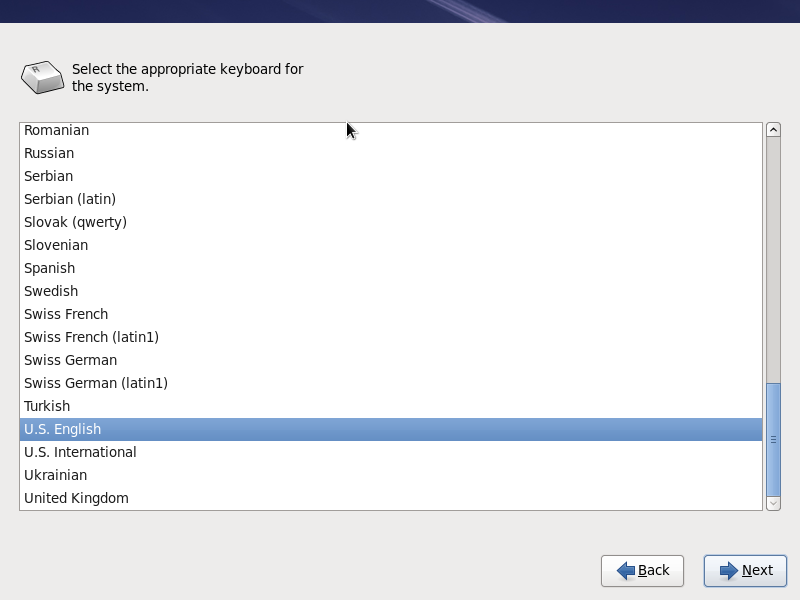 Select the appropriate keyboard for
the system.
Romanian
Russian
Serbian
Serbian (latin)
Slovak (qwerty)
Slovenian
Spanish
Swedish
Swiss French
Swiss French (latin1)
Swiss German
Swiss German (latin1)
Turkish
U.S. English
U.S. International
Ukrainian
United Kingdom
Back
Next